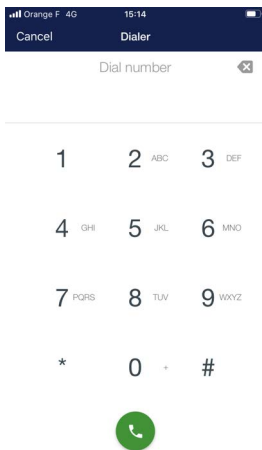 Orange F 4G 15:14
Cancel Dialer
Dial number
1 2 ABC 3 DEF
4 GHI 5 JKL 6 MNO
7 PQRS 8 TUV 9 WXYZ
* 0 + #